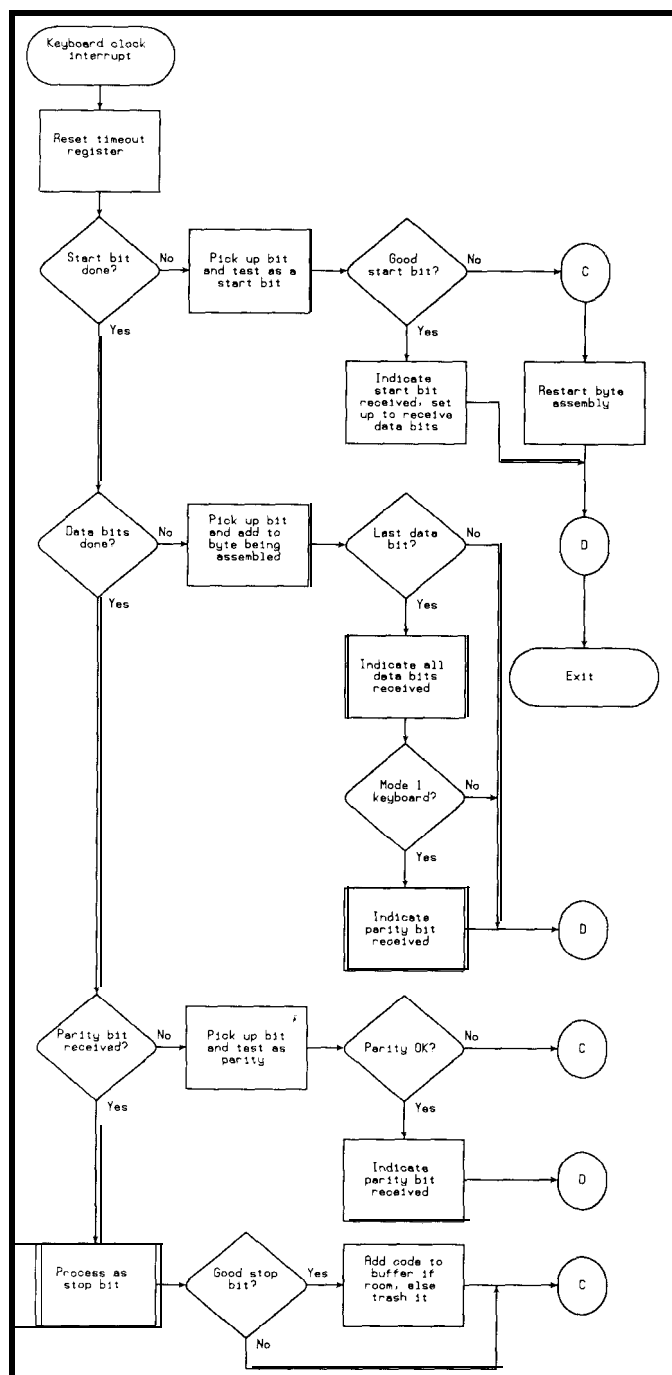 Keyboard clock
interrupt
Reset timeout
register
Start bit
done?
No
Yes
Pick up bit
and test as a
start bit
Good
start bit?
No
Yes
C
Indicate
start bit
received, set
up to receive
data bits
Restart byte
assembly
D
Exit
Data bits
done?
No
Yes
Pick up bit
and add to
byte being
assembled
Last data
bit?
No
Yes
Indicate all
data bits
received
Mode 1
keyboard?
No
Yes
Indicate
parity bit
received
D
Parity bit
received?
No
Yes
Pick up bit
and test as
parity
Parity OK?
No
Yes
C
Indicate
parity bit
received
D
Process as
stop bit
Good stop
bit?
Yes
No
Add code to
buffer if
room, else
trash it
C